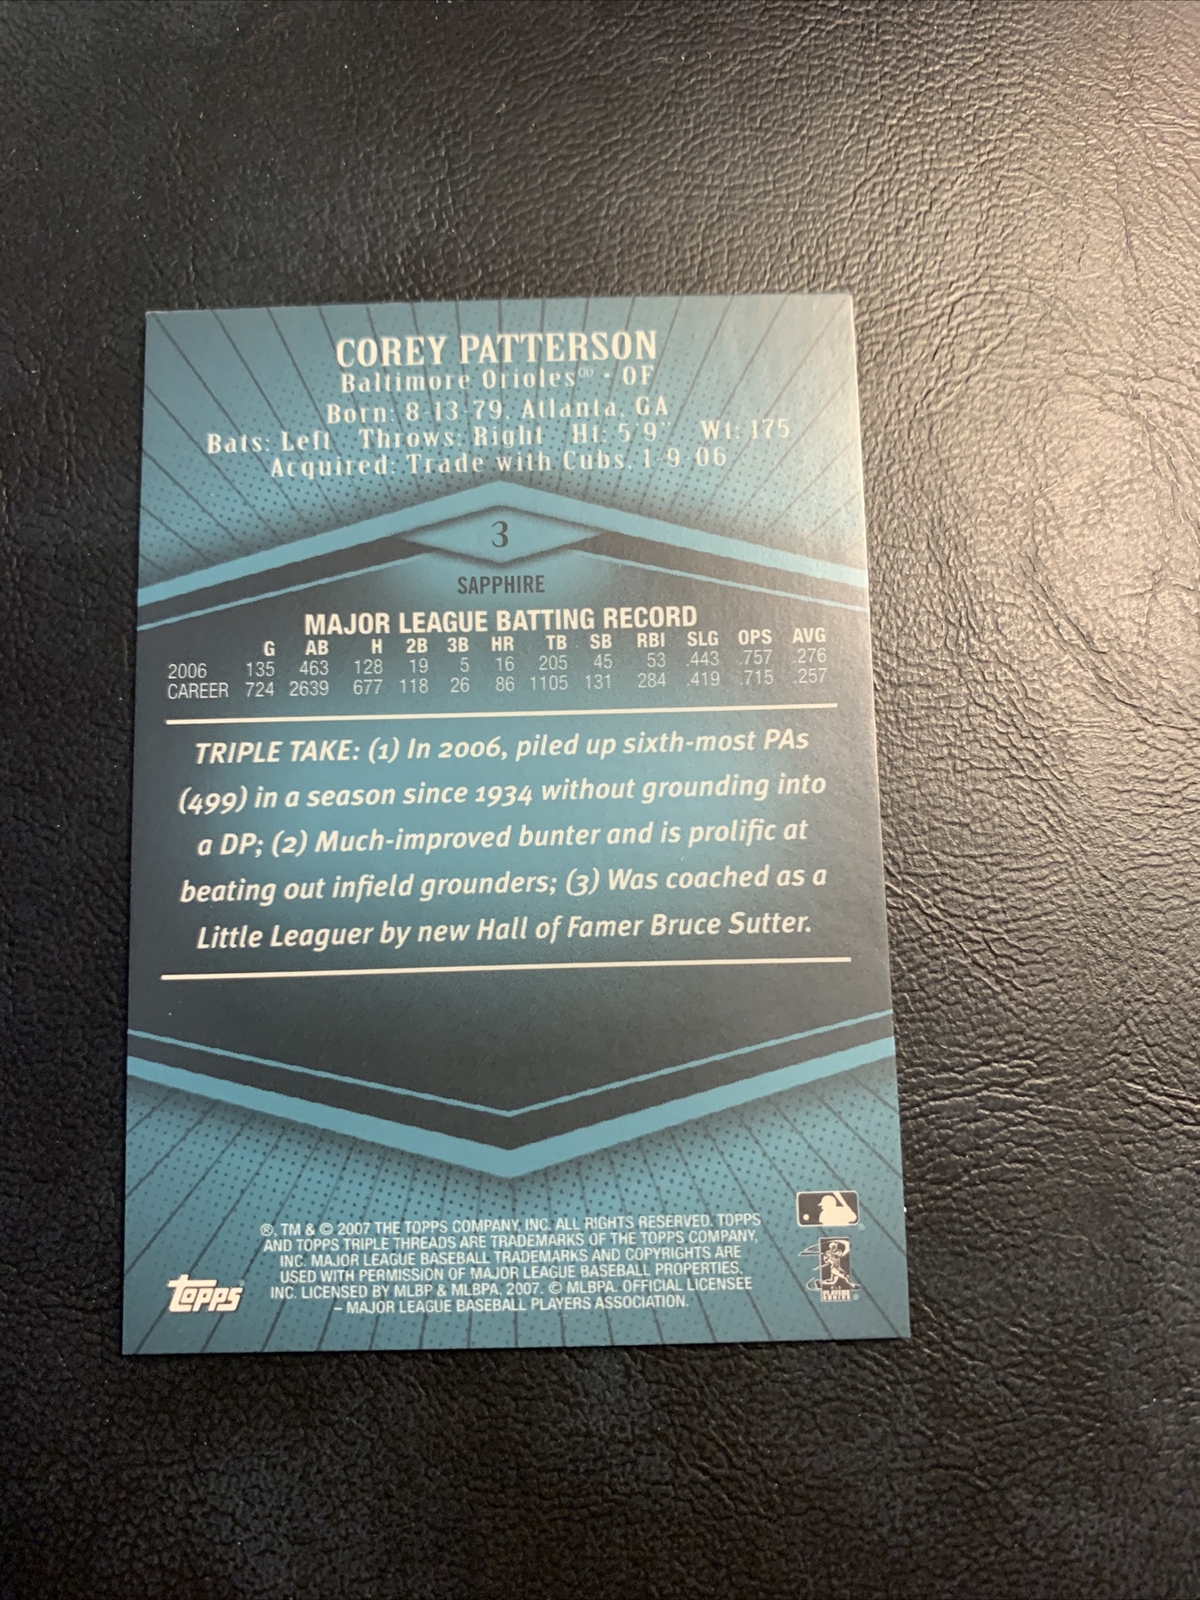 COREY PATTERSON
Baltimore Orioles® • OF
Born: 8-13-79, Atlanta, GA
Bats: Left Throws: Right Ht: 5'9" Wt: 175
Acquired: Trade with Cubs, 1-9-06
3
SAPPHIRE
MAJOR LEAGUE BATTING RECORD
G AB H 2B 3B HR TB SB RBI SLG OPS AVG
2006 135 463 128 19 5 16 205 45 53 .443 .757 .276
CAREER 724 2639 677 118 26 86 1105 131 284 .419 .715 .257
TRIPLE TAKE: (1) In 2006, piled up sixth-most PAs
(499) in a season since 1934 without grounding into
a DP; (2) Much-improved bunter and is prolific at
beating out infield grounders; (3) Was coached as a
Little Leaguer by new Hall of Famer Bruce Sutter.
®, TM & © 2007 THE TOPPS COMPANY, INC. ALL RIGHTS RESERVED. TOPPS
AND TOPPS TRIPLE THREADS ARE TRADEMARKS OF THE TOPPS COMPANY,
INC. MAJOR LEAGUE BASEBALL TRADEMARKS AND COPYRIGHTS ARE
USED WITH PERMISSION OF MAJOR LEAGUE BASEBALL PROPERTIES,
INC. LICENSED BY MLBP & MLBPA, 2007. © MLBPA. OFFICIAL LICENSEE
– MAJOR LEAGUE BASEBALL PLAYERS ASSOCIATION.
topps